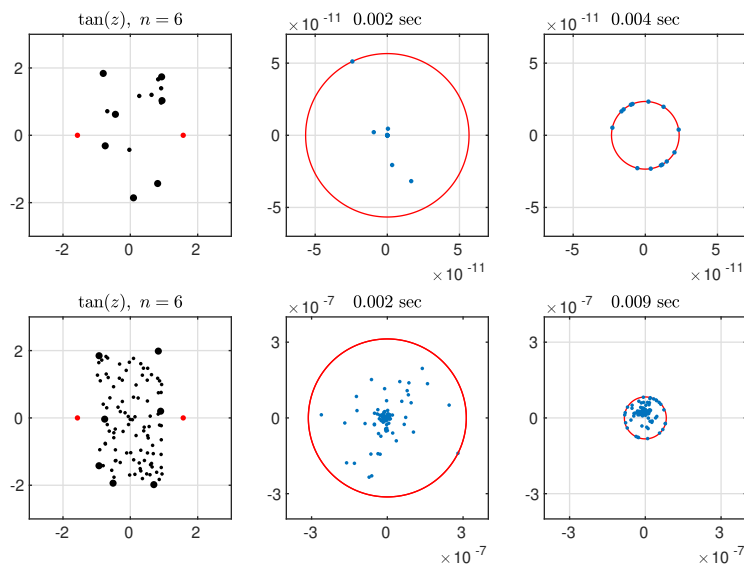 tan(z), n = 6
× 10 -11
0.002 sec
× 10 -11
0.004 sec
2
0
-2
-2 0 2
5
0
-5
-5 0 5
× 10 -11
5
0
-5
-5 0 5
× 10 -11
tan(z), n = 6
× 10 -7
0.002 sec
× 10 -7
0.009 sec
2
0
-2
-2 0 2
3
0
-3
-3 0 3
× 10 -7
3
0
-3
-3 0 3
× 10 -7